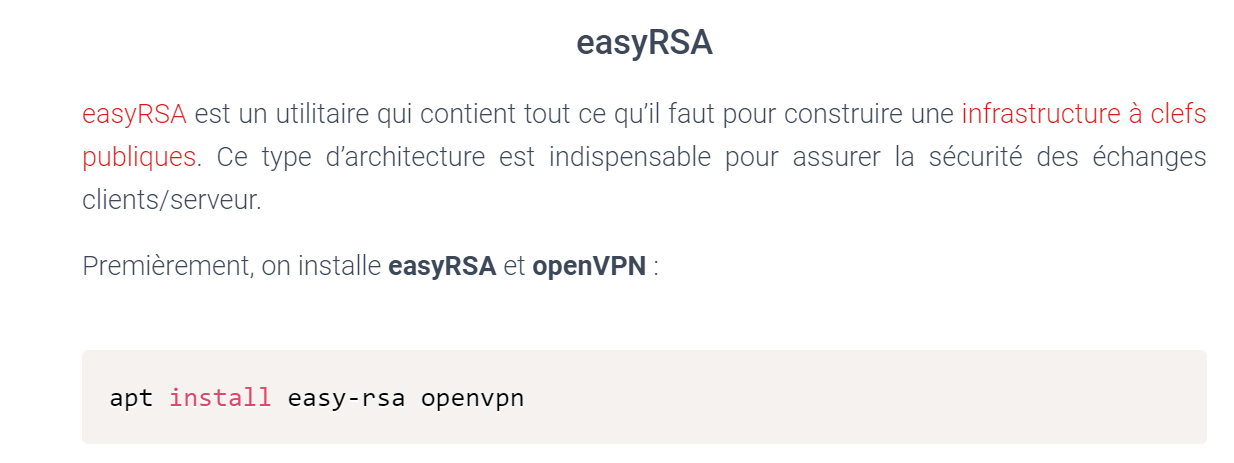 easyRSA
easyRSA est un utilitaire qui contient tout ce qu’il faut pour construire une infrastructure à clefs
publiques. Ce type d’architecture est indispensable pour assurer la sécurité des échanges
clients/serveur.
Premièrement, on installe easyRSA et openVPN :
apt install easy-rsa openvpn